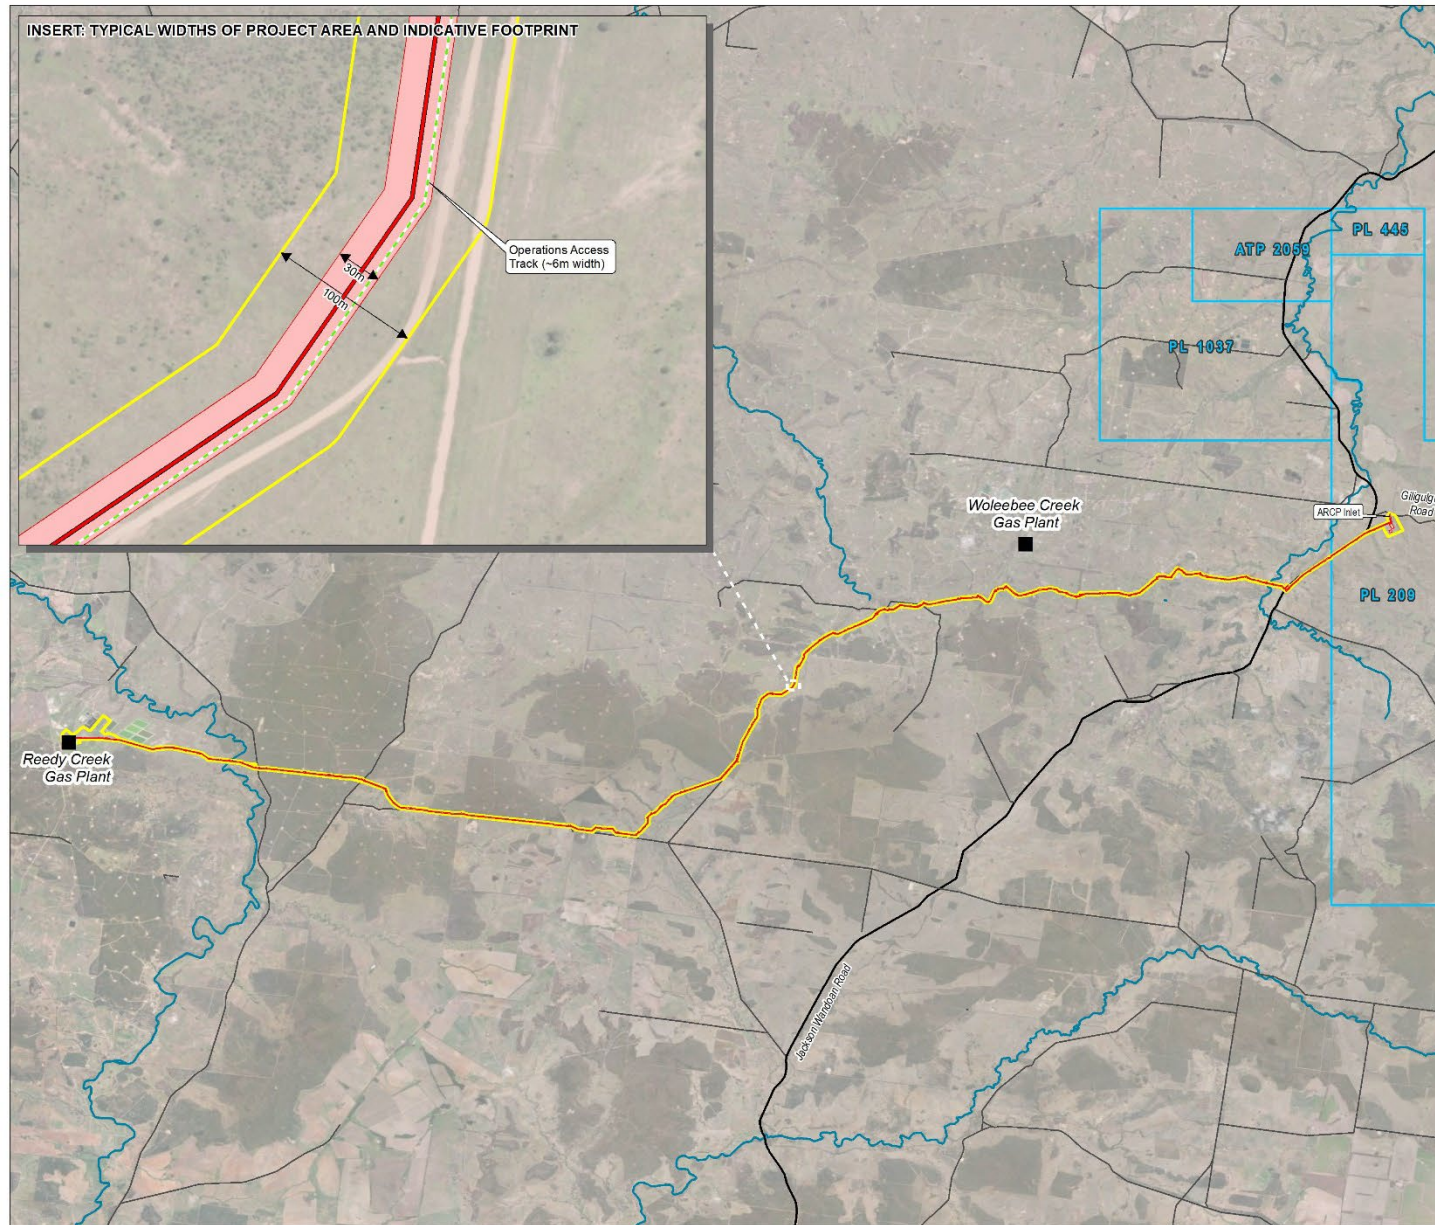 INSERT: TYPICAL WIDTHS OF PROJECT AREA AND INDICATIVE FOOTPRINT
Operations Access
Track (~6m width)
30m
100m
PL 445
ATP 2059
PL 1037
Woleebee Creek
Gas Plant
ARCP Inlet
Road
PL 209
Reedy Creek
Gas Plant
Jackson Wandoan Road